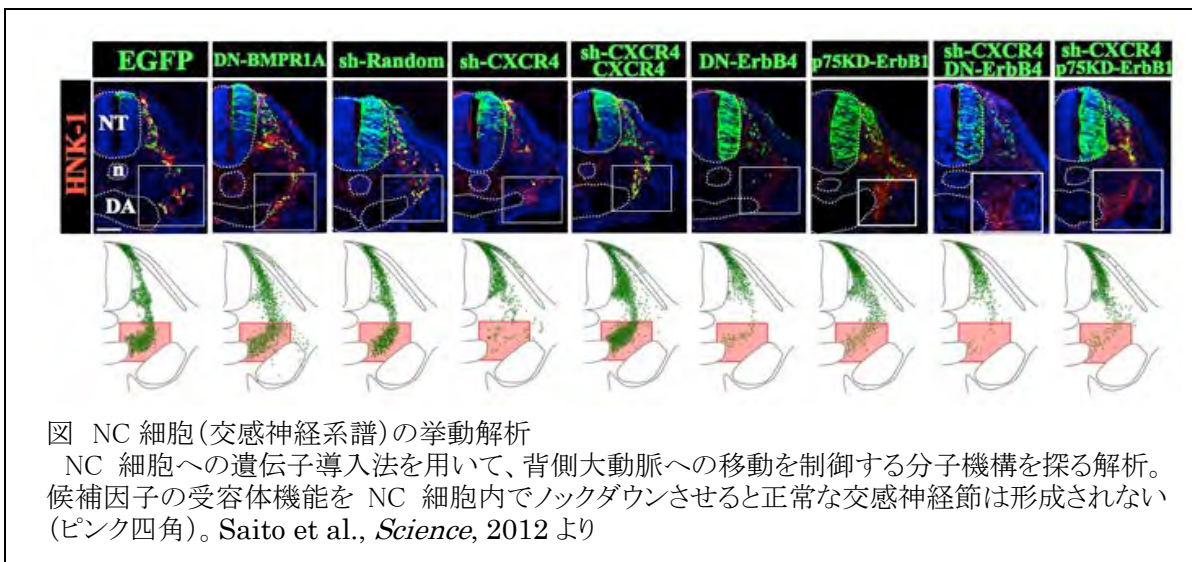 EGFP
DN-BMPR1A
sh-Random
sh-CXCR4
sh-CXCR4
CXCR4
DN-ErbB4
p75KD-ErbB1
sh-CXCR4
DN-ErbB4
sh-CXCR4
p75KD-ErbB1
HNK-1
NT
n
DA
図 NC 細胞(交感神経系譜)の挙動解析
NC 細胞への遺伝子導入法を用いて、背側大動脈への移動を制御する分子機構を探る解析。
候補因子の受容体機能を NC 細胞内でノックダウンさせると正常な交感神経節は形成されない
(ピンク四角)。Saito et al., Science, 2012 より